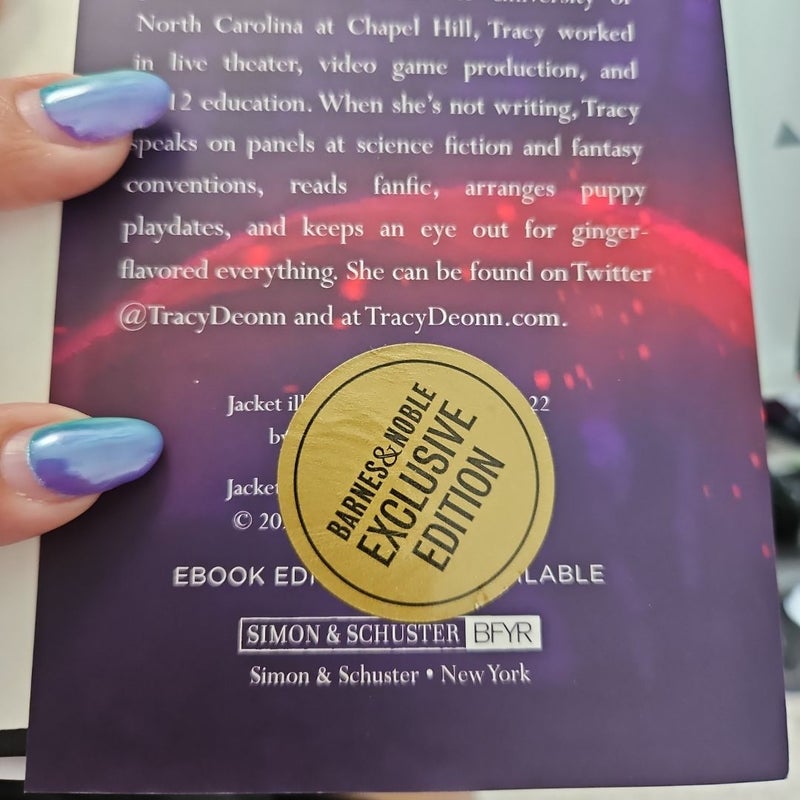 university of
North Carolina at Chapel Hill, Tracy worked
in live theater, video game production, and
12 education. When she's not writing, Tracy
speaks on panels at science fiction and fantasy
conventions, reads fanfic, arranges puppy
playdates, and keeps an eye out for ginger-
flavored everything. She can be found on Twitter
@TracyDeonn and at TracyDeonn.com.
Jacket
22
Jacket
©
BARNES&NOBLE
EXCLUSIVE
EDITION
EBOOK
SIMON & SCHUSTER BFYR
Simon & Schuster • New York